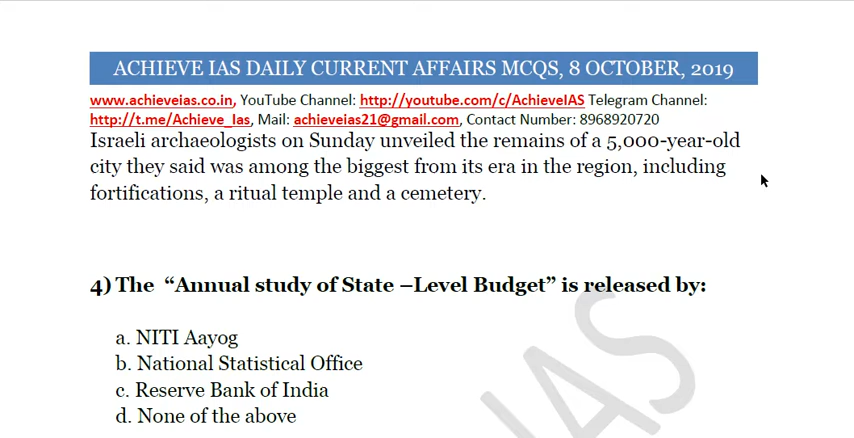 ACHIEVE IAS DAILY CURRENT AFFAIRS MCQS, 8 OCTOBER, 2019
www.achieveias.co.in, YouTube Channel: http://youtube.com/c/AchieveIAS Telegram Channel:
http://t.me/Achieve_Ias, Mail: achieveias21@gmail.com, Contact Number: 8968920720
Israeli archaeologists on Sunday unveiled the remains of a 5,000-year-old
city they said was among the biggest from its era in the region, including
fortifications, a ritual temple and a cemetery.
4) The “Annual study of State –Level Budget” is released by:
a. NITI Aayog
b. National Statistical Office
c. Reserve Bank of India
d. None of the above
IAS